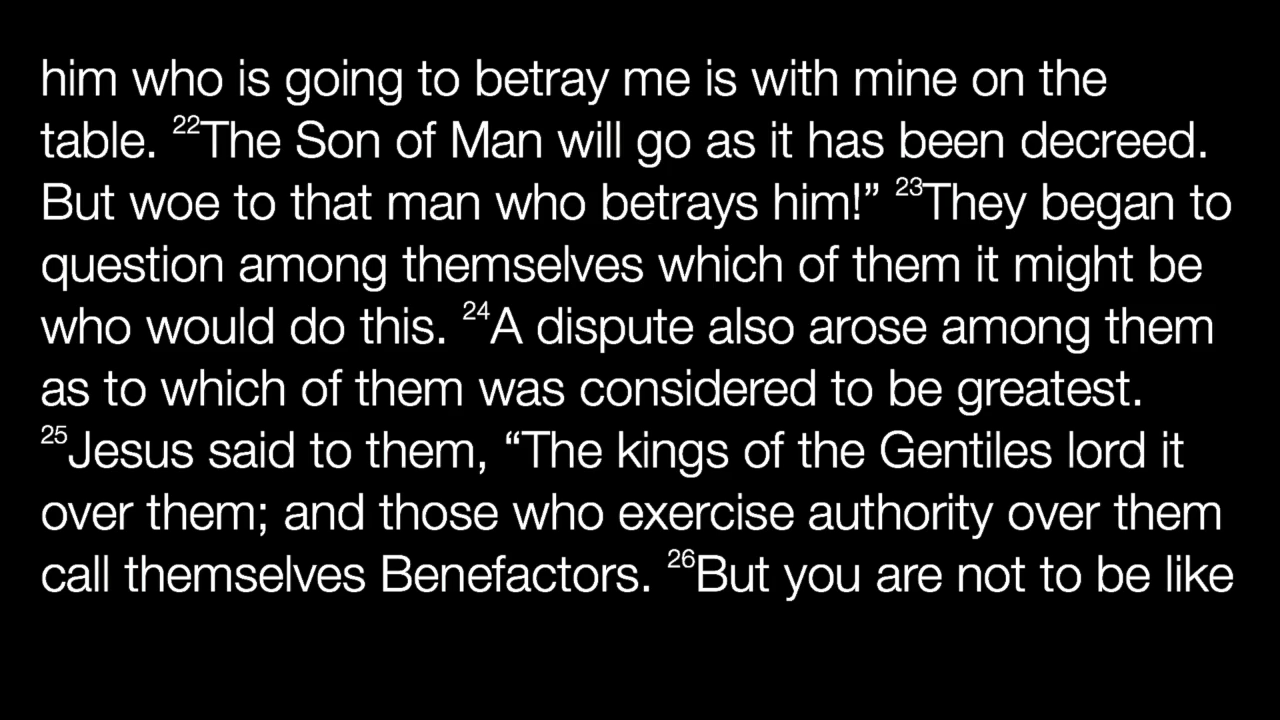 him who is going to betray me is with mine on the
table. ²²The Son of Man will go as it has been decreed.
But woe to that man who betrays him!” ²³They began to
question among themselves which of them it might be
who would do this. ²⁴A dispute also arose among them
as to which of them was considered to be greatest.
²⁵Jesus said to them, “The kings of the Gentiles lord it
over them; and those who exercise authority over them
call themselves Benefactors. ²⁶But you are not to be like